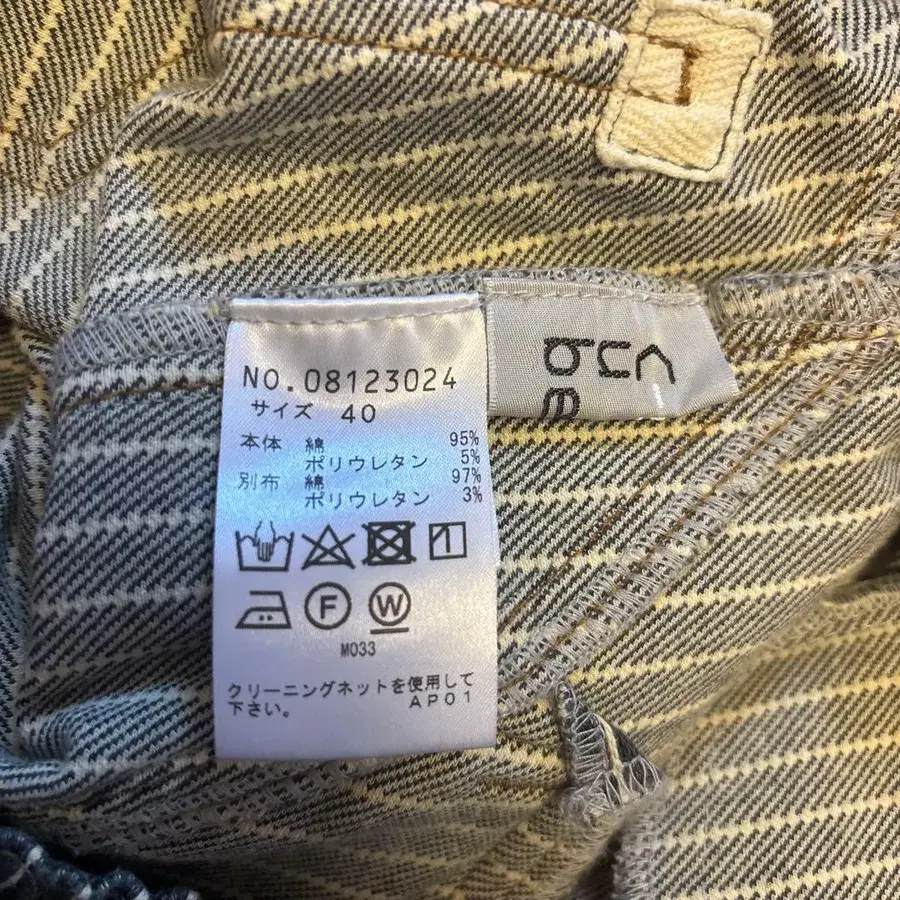 NO.08123024
サイズ 40
本体 綿 95%
ポリウレタン 5%
別布 綿 97%
ポリウレタン 3%
F W
M033
クリーニングネットを使用して
下さい。 AP01